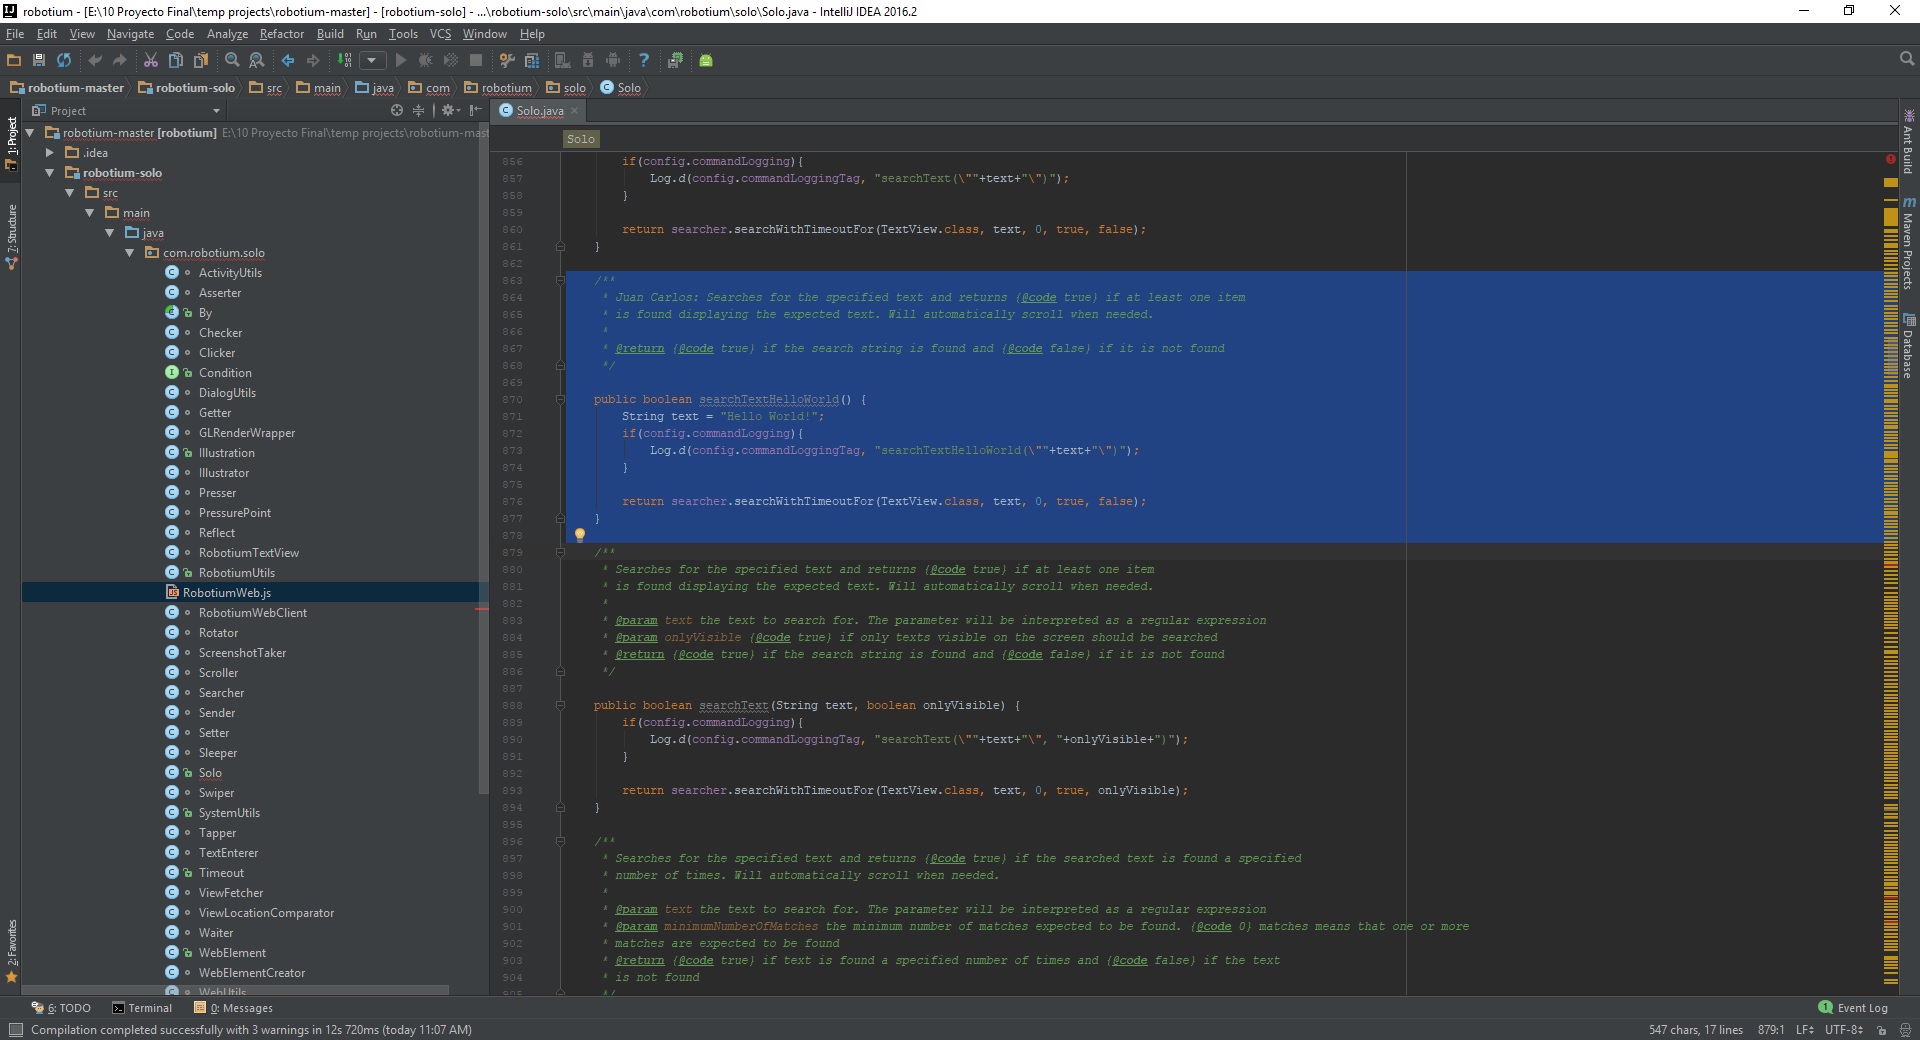 robotium - [E:\10 Proyecto Final\temp projects\robotium-master] - [robotium-solo] - ...\robotium-solo\src\main\java\com\robotium\solo\Solo.java - IntelliJ IDEA 2016.2
File Edit View Navigate Code Analyze Refactor Build Run Tools VCS Window Help
robotium-master robotium-solo src main java com robotium solo Solo
Project
Solo.java
1: Project
7: Structure
2: Favorites
robotium-master [robotium] E:\10 Proyecto Final\temp projects\robotium-mast
.idea
robotium-solo
src
main
java
com.robotium.solo
ActivityUtils
Asserter
By
Checker
Clicker
Condition
DialogUtils
Getter
GLRenderWrapper
Illustration
Illustrator
Presser
PressurePoint
Reflect
RobotiumTextView
RobotiumUtils
RobotiumWeb.js
RobotiumWebClient
Rotator
ScreenshotTaker
Scroller
Searcher
Sender
Setter
Sleeper
Solo
Swiper
SystemUtils
Tapper
TextEnterer
Timeout
ViewFetcher
ViewLocationComparator
Waiter
WebElement
WebElementCreator
WebUtils
Solo
856 if(config.commandLogging){
857 Log.d(config.commandLoggingTag, "searchText(\""+text+"\")");
858 }
859
860 return searcher.searchWithTimeoutFor(TextView.class, text, 0, true, false);
861 }
862
863 /**
864 * Juan Carlos: Searches for the specified text and returns {@code true} if at least one item
865 * is found displaying the expected text. Will automatically scroll when needed.
866 *
867 * @return {@code true} if the search string is found and {@code false} if it is not found
868 */
869
870 public boolean searchTextHelloWorld() {
871 String text = "Hello World!";
872 if(config.commandLogging){
873 Log.d(config.commandLoggingTag, "searchTextHelloWorld(\""+text+"\")");
874 }
875
876 return searcher.searchWithTimeoutFor(TextView.class, text, 0, true, false);
877 }
878
879 /**
880 * Searches for the specified text and returns {@code true} if at least one item
881 * is found displaying the expected text. Will automatically scroll when needed.
882 *
883 * @param text the text to search for. The parameter will be interpreted as a regular expression
884 * @param onlyVisible {@code true} if only texts visible on the screen should be searched
885 * @return {@code true} if the search string is found and {@code false} if it is not found
886 */
887
888 public boolean searchText(String text, boolean onlyVisible) {
889 if(config.commandLogging){
890 Log.d(config.commandLoggingTag, "searchText(\""+text+"\", "+onlyVisible+")");
891 }
892
893 return searcher.searchWithTimeoutFor(TextView.class, text, 0, true, onlyVisible);
894 }
895
896 /**
897 * Searches for the specified text and returns {@code true} if the searched text is found a specified
898 * number of times. Will automatically scroll when needed.
899 *
900 * @param text the text to search for. The parameter will be interpreted as a regular expression
901 * @param minimumNumberOfMatches the minimum number of matches expected to be found. {@code 0} matches means that one or more
902 * matches are expected to be found
903 * @return {@code true} if text is found a specified number of times and {@code false} if the text
904 * is not found
905 */
Ant Build
Maven Projects
Database
6: TODO Terminal 0: Messages
1 Event Log
Compilation completed successfully with 3 warnings in 12s 720ms (today 11:07 AM)
547 chars, 17 lines 879:1 LF UTF-8